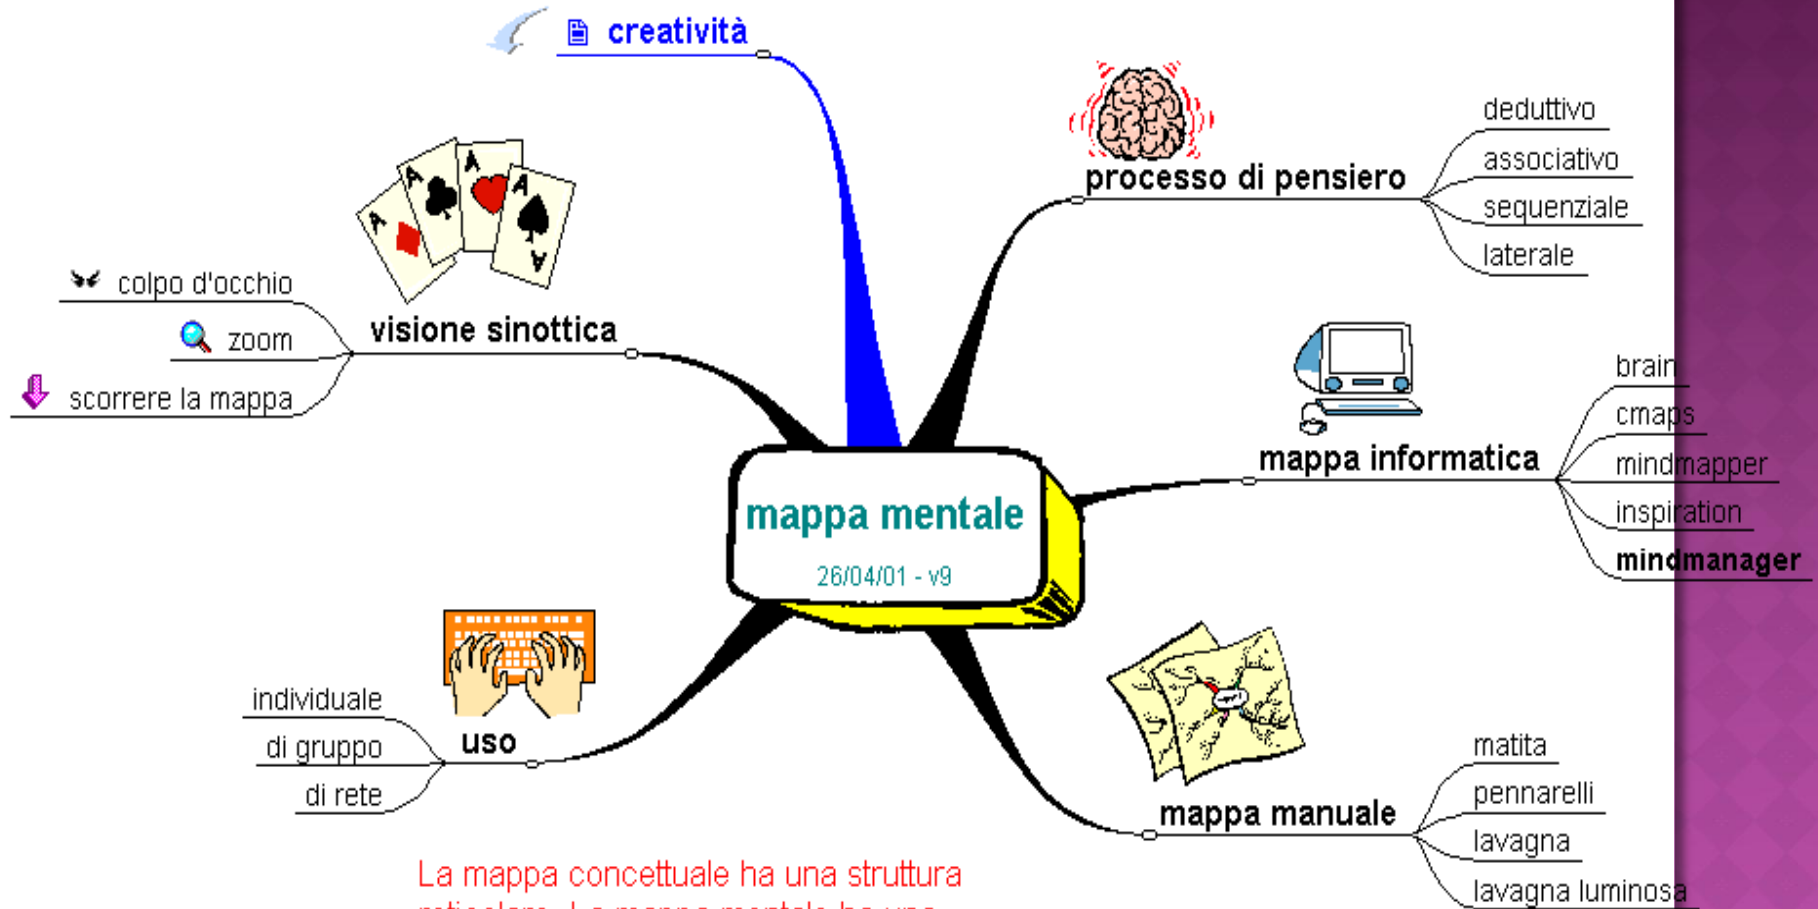 creatività
processo di pensiero
deduttivo
associativo
sequenziale
laterale
visione sinottica
colpo d'occhio
zoom
scorrere la mappa
mappa informatica
brain
cmaps
mindmapper
inspiration
mindmanager
mappa mentale
26/04/01 - v9
uso
individuale
di gruppo
di rete
mappa manuale
matita
pennarelli
lavagna
lavagna luminosa
La mappa concettuale ha una struttura